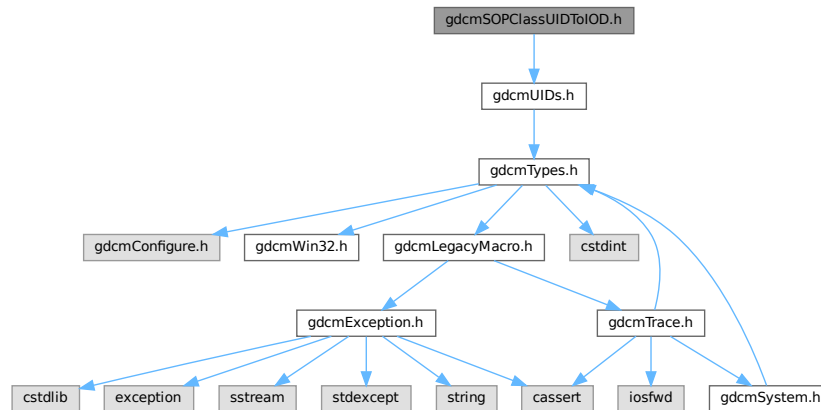 gdcmSOPClassUIDToIOD.h
gdcmUIDs.h
gdcmTypes.h
gdcmConfigure.h
gdcmWin32.h
gdcmLegacyMacro.h
cstdint
gdcmException.h
gdcmTrace.h
cstdlib
exception
sstream
stdexcept
string
cassert
iosfwd
gdcmSystem.h